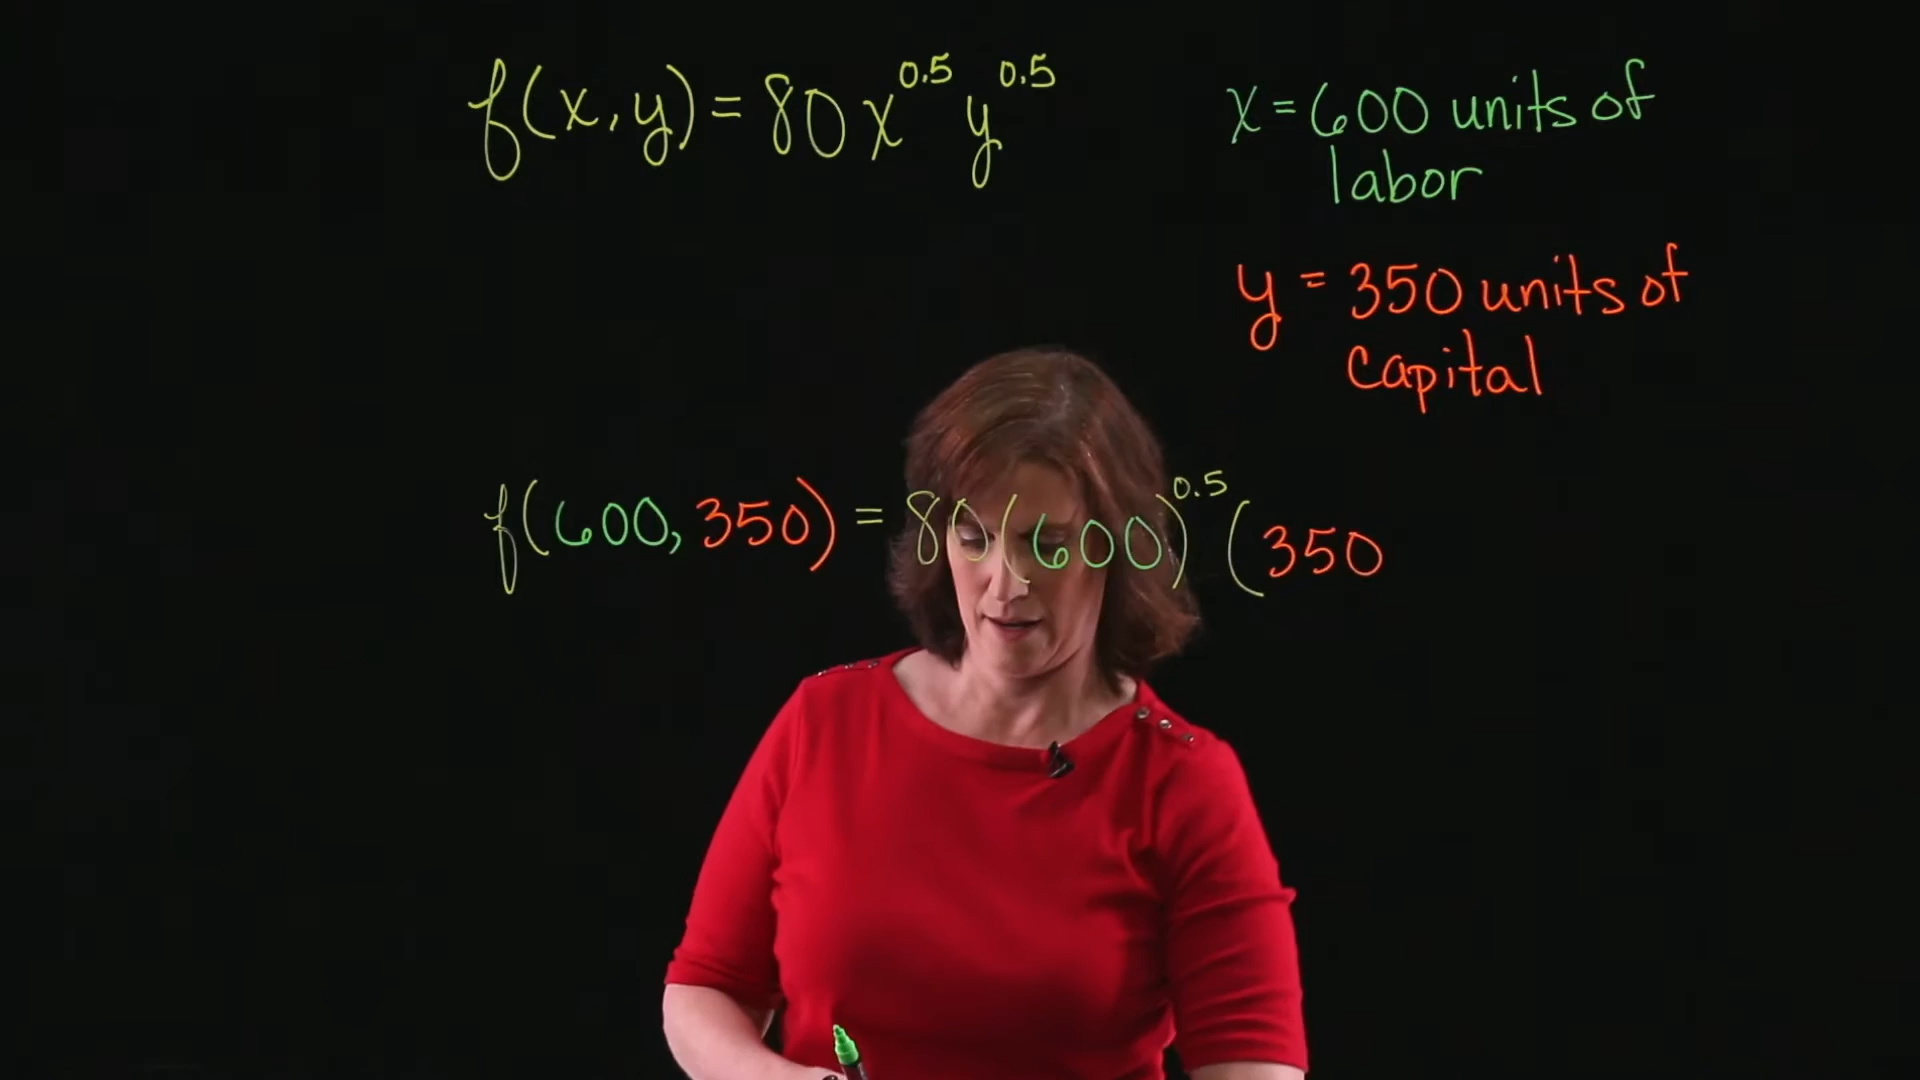 f(x,y) = 80x^0.5 y^0.5
x = 600 units of
labor
y = 350 units of
capital
f(600, 350) = 80(600)^0.5 (350